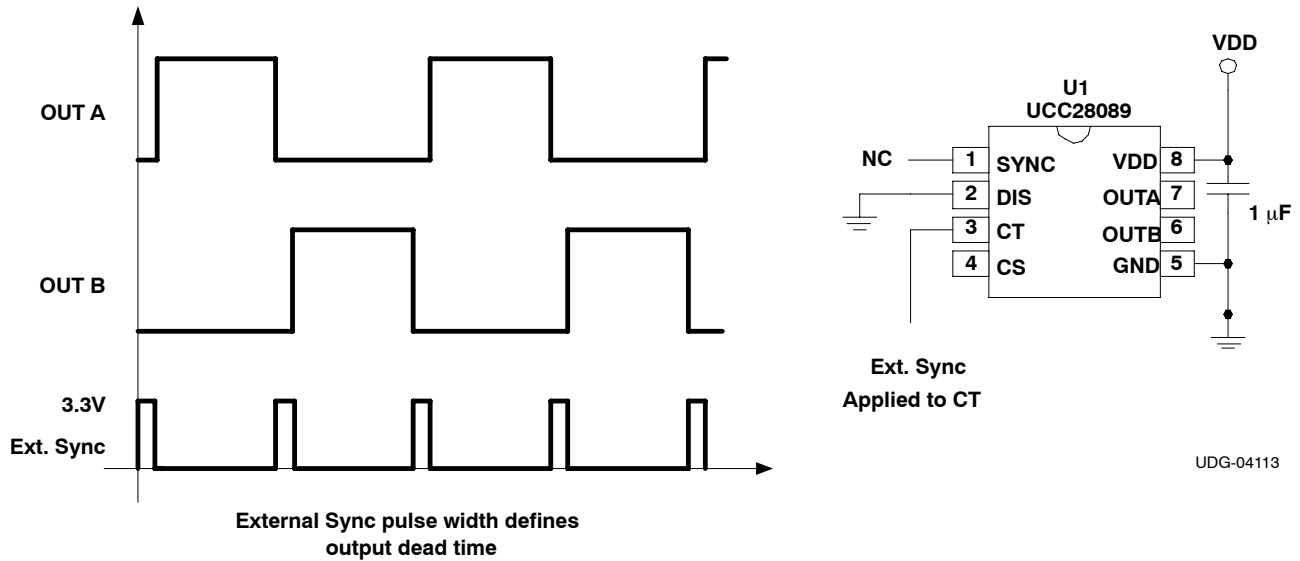 OUT A
OUT B
3.3V
Ext. Sync
External Sync pulse width defines
output dead time
VDD
U1
UCC28089
NC
1 SYNC
2 DIS
3 CT
4 CS
VDD 8
OUTA 7
OUTB 6
GND 5
1 μF
Ext. Sync
Applied to CT
UDG-04113